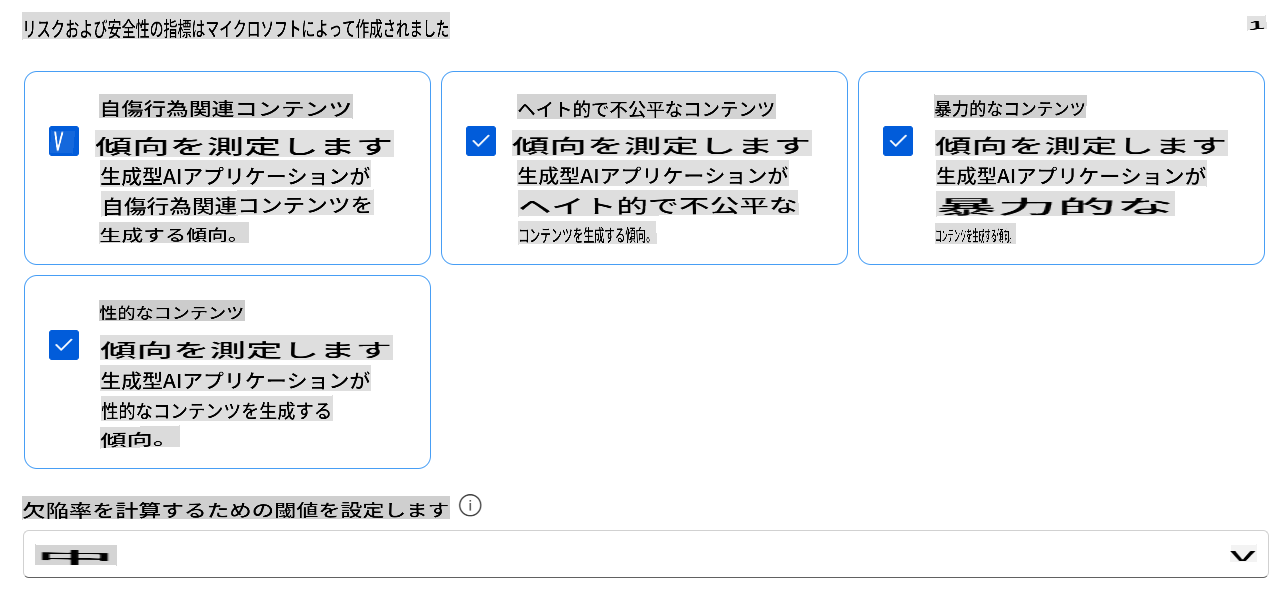 リスクおよび安全性の指標はマイクロソフトによって作成されました
1
自傷行為関連コンテンツ
傾向を測定します
生成型AIアプリケーションが
自傷行為関連コンテンツを
生成する傾向。
ヘイト的で不公平なコンテンツ
傾向を測定します
生成型AIアプリケーションが
ヘイト的で不公平な
コンテンツを生成する傾向。
暴力的なコンテンツ
傾向を測定します
生成型AIアプリケーションが
暴力的な
コンテンツを生成する傾向。
性的なコンテンツ
傾向を測定します
生成型AIアプリケーションが
性的なコンテンツを生成する
傾向。
欠陥率を計算するための閾値を設定します
中